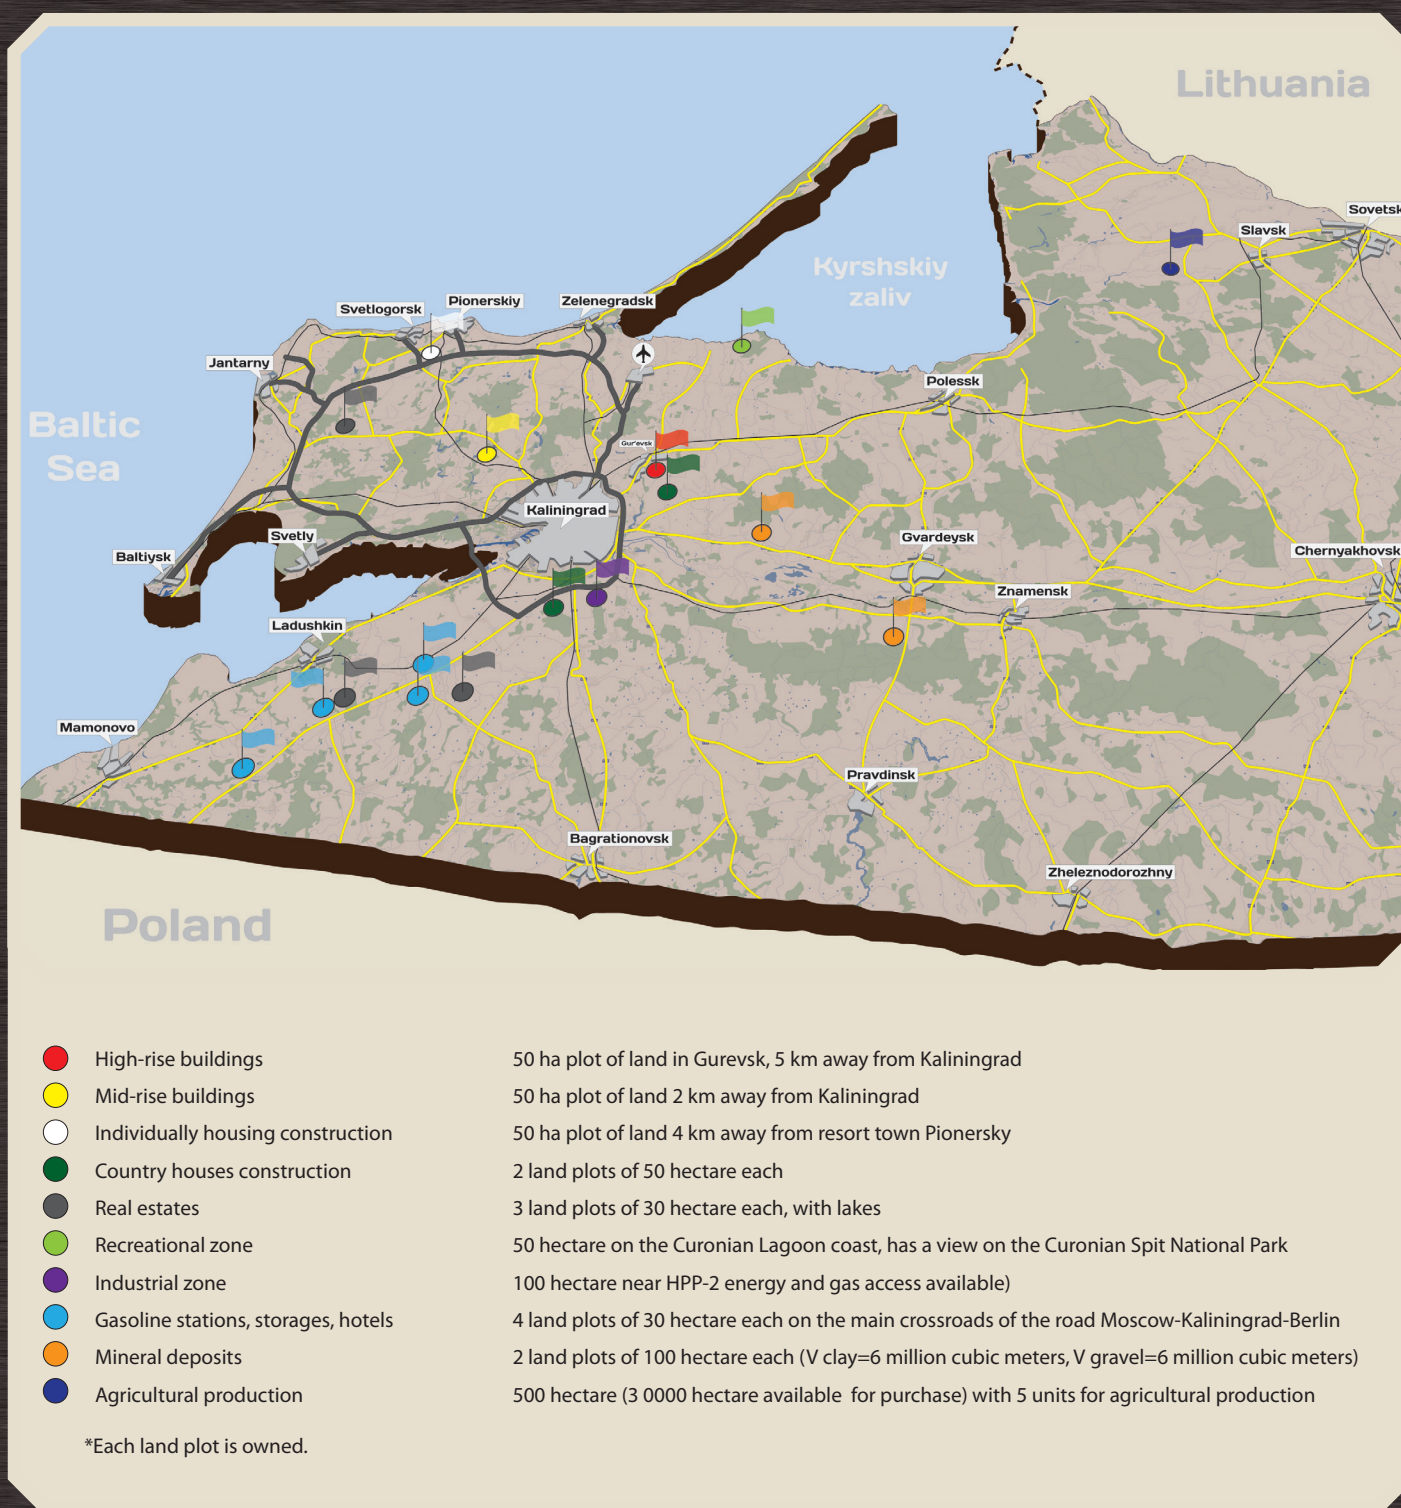 Lithuania
Sovetsk
Slavsk
Kyrshskiy
zaliv
Svetlogorsk
Pionerskiy
Zelenegradsk
Jantarny
Polessk
Baltic
Sea
Gur'evsk
Kaliningrad
Svetly
Gvardeysk
Baltiysk
Chernyakhovsk
Znamensk
Ladushkin
Mamonovo
Pravdinsk
Bagrationovsk
Zheleznodorozhny
Poland
High-rise buildings 50 ha plot of land in Gurevsk, 5 km away from Kaliningrad
Mid-rise buildings 50 ha plot of land 2 km away from Kaliningrad
Individually housing construction 50 ha plot of land 4 km away from resort town Pionersky
Country houses construction 2 land plots of 50 hectare each
Real estates 3 land plots of 30 hectare each, with lakes
Recreational zone 50 hectare on the Curonian Lagoon coast, has a view on the Curonian Spit National Park
Industrial zone 100 hectare near HPP-2 energy and gas access available)
Gasoline stations, storages, hotels 4 land plots of 30 hectare each on the main crossroads of the road Moscow-Kaliningrad-Berlin
Mineral deposits 2 land plots of 100 hectare each (V clay=6 million cubic meters, V gravel=6 million cubic meters)
Agricultural production 500 hectare (3 0000 hectare available for purchase) with 5 units for agricultural production
*Each land plot is owned.